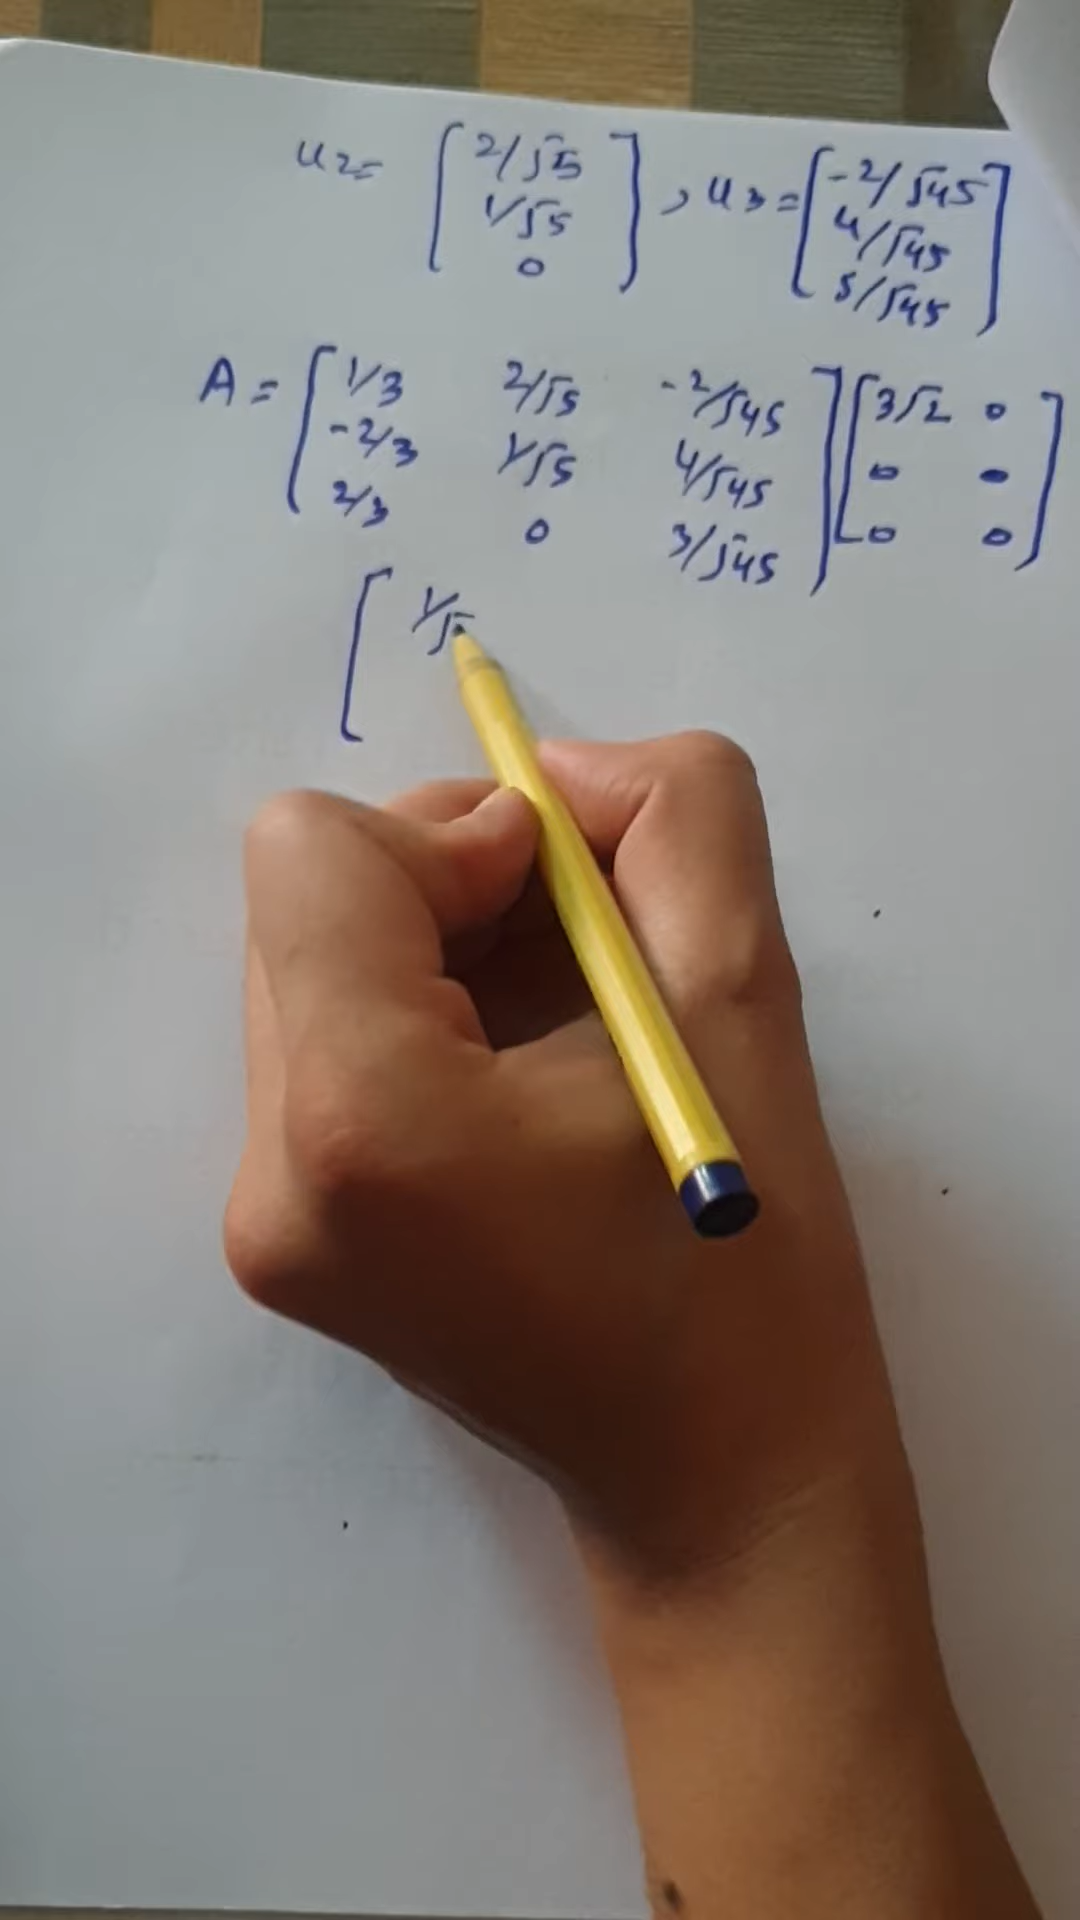 u2= [ 2/√5 1/√5 0 ] , u3 = [ -2/√45 4/√45 5/√45 ]
A = [ 1/3 2/√5 -2/√45 ] [ 3√2 0 ]
-2/3 1/√5 4/√45 0 0
2/3 0 3/√45 0 0
[ 1/√